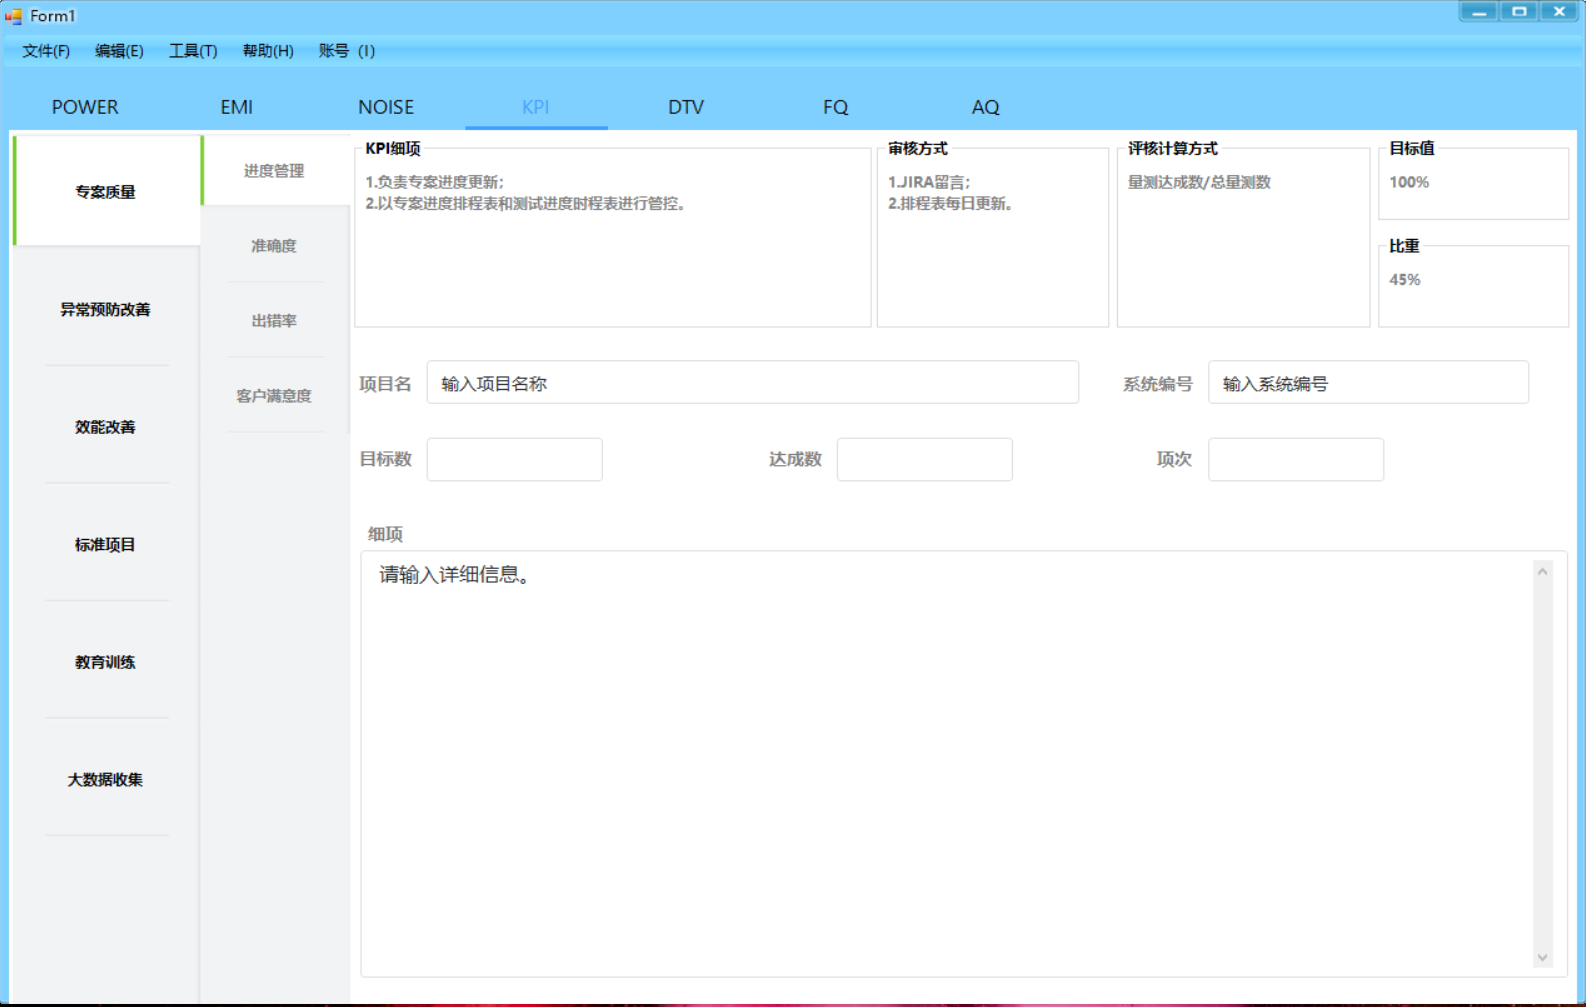 Form1
文件(F) 编辑(E) 工具(T) 帮助(H) 账号 (I)
POWER EMI NOISE KPI DTV FQ AQ
专案质量
异常预防改善
效能改善
标准项目
教育训练
大数据收集
进度管理
准确度
出错率
客户满意度
KPI细项
1.负责专案进度更新；
2.以专案进度排程表和测试进度时程表进行管控。
审核方式
1.JIRA留言；
2.排程表每日更新。
评核计算方式
量测达成数/总量测数
目标值
100%
比重
45%
项目名 输入项目名称 系统编号 输入系统编号
目标数 达成数 项次
细项
请输入详细信息。